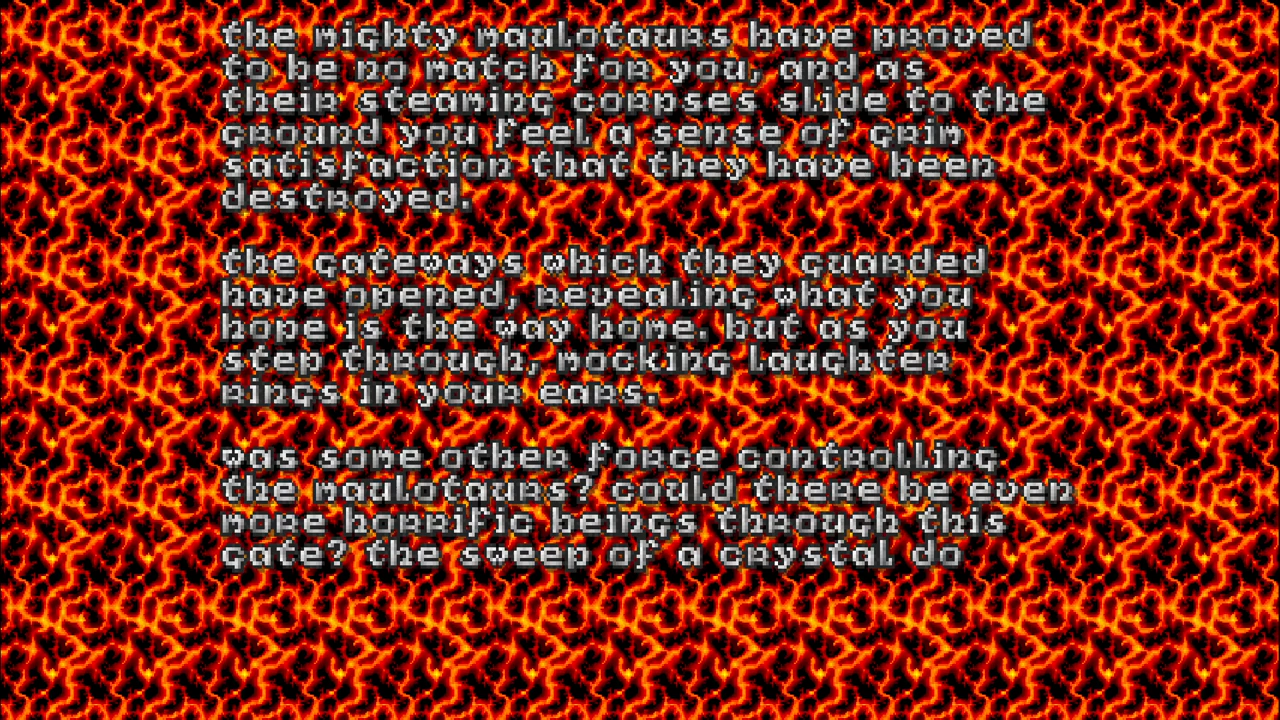 the mighty maulotaurs have proved
to be no match for you, and as
their steaming corpses slide to the
ground you feel a sense of grim
satisfaction that they have been
destroyed.
the gateways which they guarded
have opened, revealing what you
hope is the way home. but as you
step through, mocking laughter
rings in your ears.
was some other force controlling
the maulotaurs? could there be even
more horrific beings through this
gate? the sweep of a crystal do